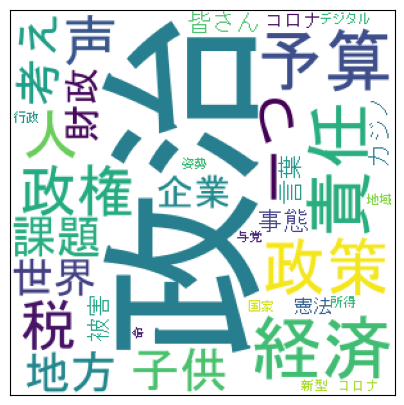 皆さん
コロナ
デジタル
考え
声
政治
予算
財政
行政
人
一つ
責任
カジノ
言葉
姿勢
政権
企業
地域
課題
事態
与党
政策
世界
被害
国家
憲法
所得
税
命
経済
地方
子供
新型 コロナ